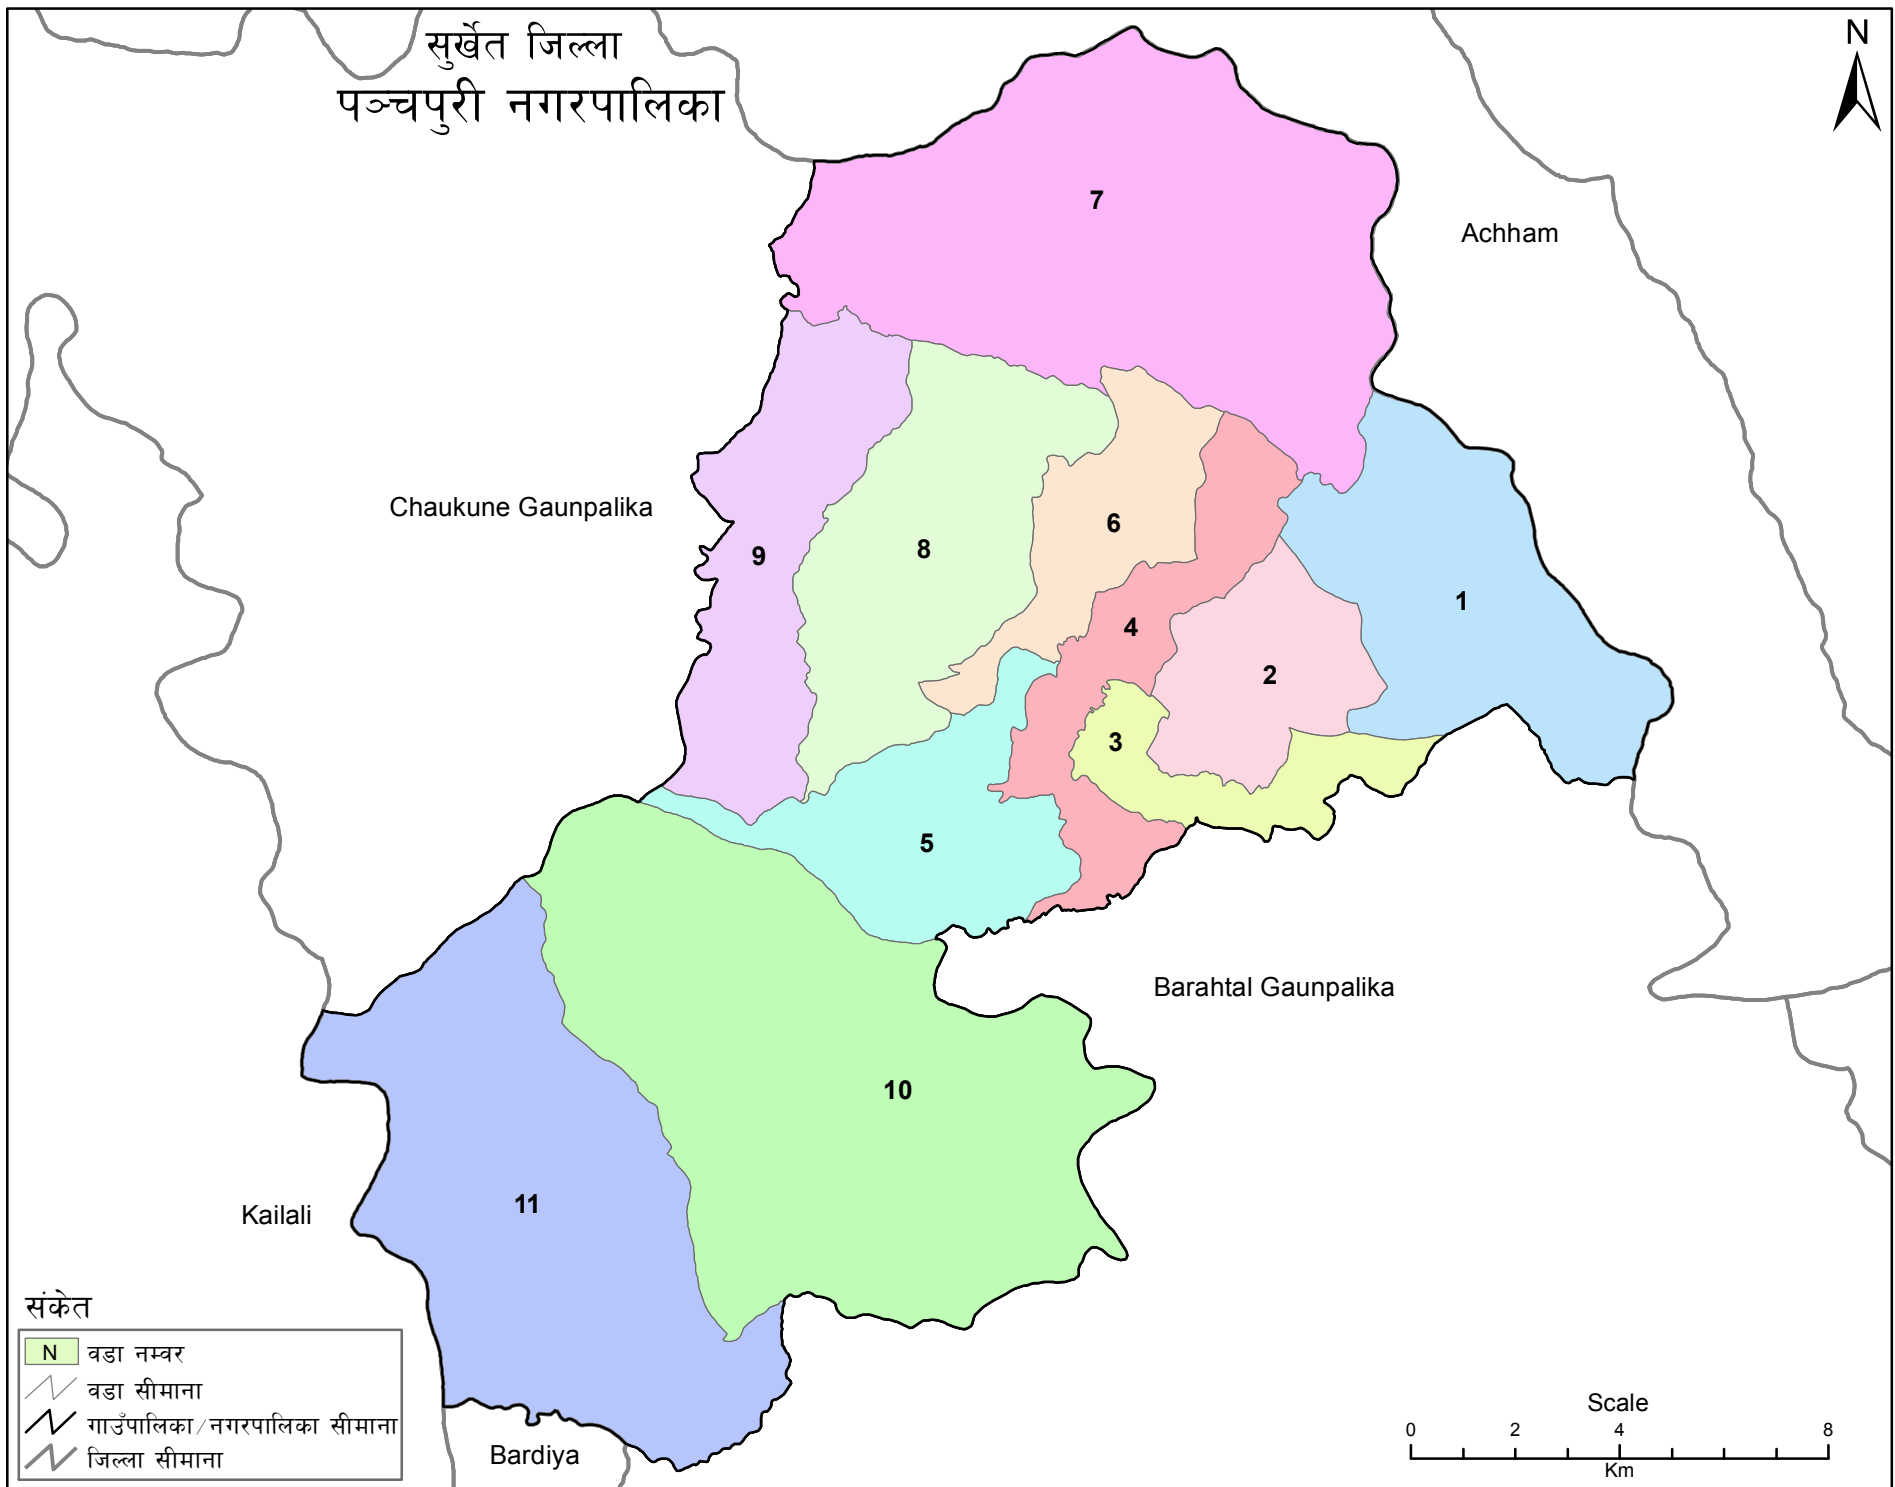 सुर्खेत जिल्ला
पञ्चपुरी नगरपालिका
N
7
Achham
Chaukune Gaunpalika
6
8
9
1
4
2
3
5
Barahtal Gaunpalika
10
11
Kailali
संकेत
N वडा नम्वर
वडा सीमाना
गाउँपालिका/नगरपालिका सीमाना
जिल्ला सीमाना
Bardiya
Scale
0 2 4 8
Km